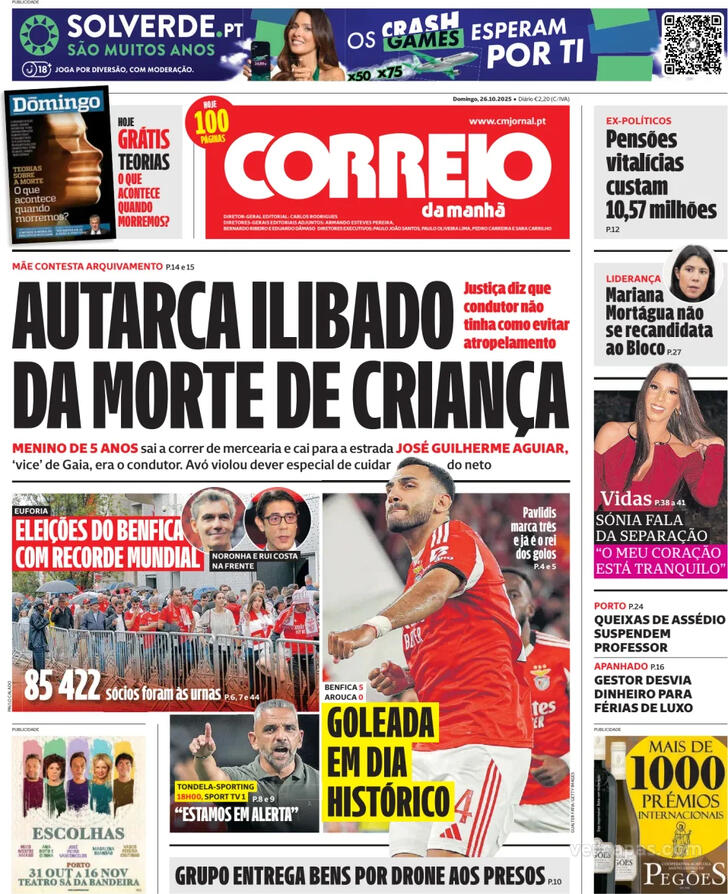 PUBLICIDADE
SOLVERDE.PT
SÃO MUITOS ANOS
18+ JOGA POR DIVERSÃO, COM MODERAÇÃO.
OS CRASH GAMES ESPERAM POR TI
x50 x75
Domingo
TEORIAS SOBRE A MORTE
O que acontece quando morremos?
HOJE
GRÁTIS
TEORIAS
O QUE
ACONTECE
QUANDO
MORREMOS?
HOJE
100
PÁGINAS
Domingo, 26.10.2025 • Diário €2,20 (C/IVA)
www.cmjornal.pt
CORREIO
da manhã
DIRETOR-GERAL EDITORIAL: CARLOS RODRIGUES
DIRETORES-GERAIS EDITORIAIS ADJUNTOS: ARMANDO ESTEVES PEREIRA,
BERNARDO RIBEIRO E EDUARDO DÂMASO DIRETORES EXECUTIVOS: PAULO JOÃO SANTOS, PAULO OLIVEIRA LIMA, PEDRO CARREIRA E SARA CARRILHO
EX-POLÍTICOS
Pensões
vitalícias
custam
10,57 milhões
P.12
LIDERANÇA
Mariana
Mortágua não
se recandidata
ao Bloco P.27
MÃE CONTESTA ARQUIVAMENTO P.14 e 15
AUTARCA ILIBADO
DA MORTE DE CRIANÇA
Justiça diz que
condutor não
tinha como evitar
atropelamento
MENINO DE 5 ANOS sai a correr de mercearia e cai para a estrada JOSÉ GUILHERME AGUIAR,
'vice' de Gaia, era o condutor. Avó violou dever especial de cuidar do neto
EUFORIA
ELEIÇÕES DO BENFICA
COM RECORDE MUNDIAL
NORONHA E RUI COSTA
NA FRENTE
85 422 sócios foram às urnas P.6, 7 e 44
PAULO CALADO
Pavlidis
marca três
e já é o rei
dos golos
P.4 e 5
BENFICA 5
AROUCA 0
GOLEADA
EM DIA
HISTÓRICO
GUALTER FATIA/GETTY IMAGES
TONDELA-SPORTING
18H00, SPORT TV 1 P.8 e 9
“ESTAMOS EM ALERTA”
Vidas P.38 a 41
SÓNIA FALA
DA SEPARAÇÃO
“O MEU CORAÇÃO
ESTÁ TRANQUILO”
PORTO P.24
QUEIXAS DE ASSÉDIO
SUSPENDEM
PROFESSOR
APANHADO P.16
GESTOR DESVIA
DINHEIRO PARA
FÉRIAS DE LUXO
PUBLICIDADE
ESCOLHAS
PORTO
31 OUT A 16 NOV
TEATRO SÁ DA BANDEIRA
GRUPO ENTREGA BENS POR DRONE AOS PRESOS P.10
PUBLICIDADE
MAIS DE
1000
PRÉMIOS
INTERNACIONAIS
PEGÕES
vercapas.com